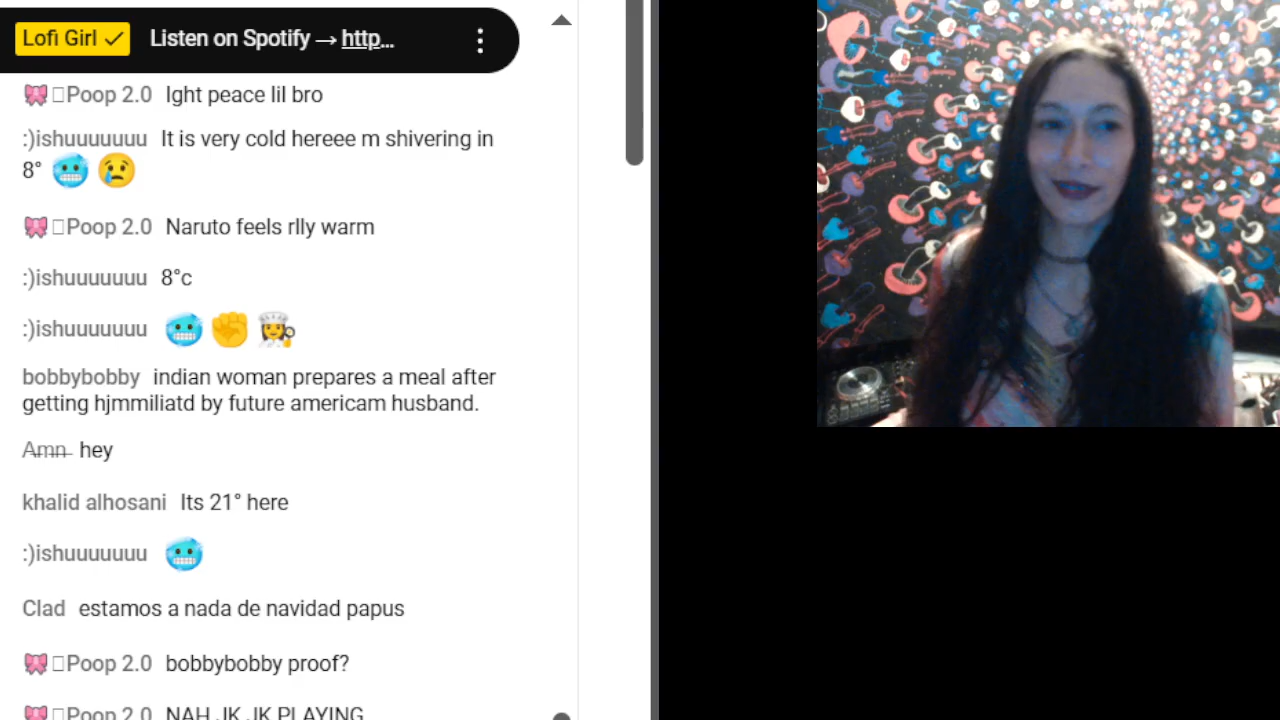 Lofi Girl ✓ Listen on Spotify → http...
Poop 2.0 Ight peace lil bro
:)ishuuuuuuu It is very cold hereee m shivering in
8° 🥶 😢
Poop 2.0 Naruto feels rlly warm
:)ishuuuuuuu 8°c
:)ishuuuuuuu 🥶 ✊ 👩‍🍳
bobbybobby indian woman prepares a meal after
getting hjmmiliatd by future americam husband.
Amn hey
khalid alhosani Its 21° here
:)ishuuuuuuu 🥶
Clad estamos a nada de navidad papus
Poop 2.0 bobbybobby proof?
Poop 2.0 NAH JK JK PLAYING